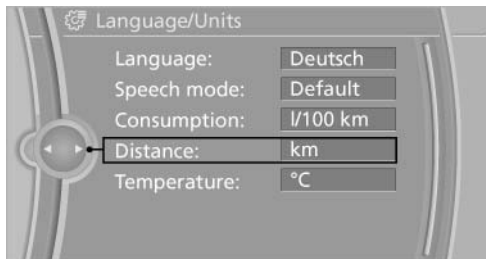 Language/Units
Language: Deutsch
Speech mode: Default
Consumption: l/100 km
Distance: km
Temperature: °C